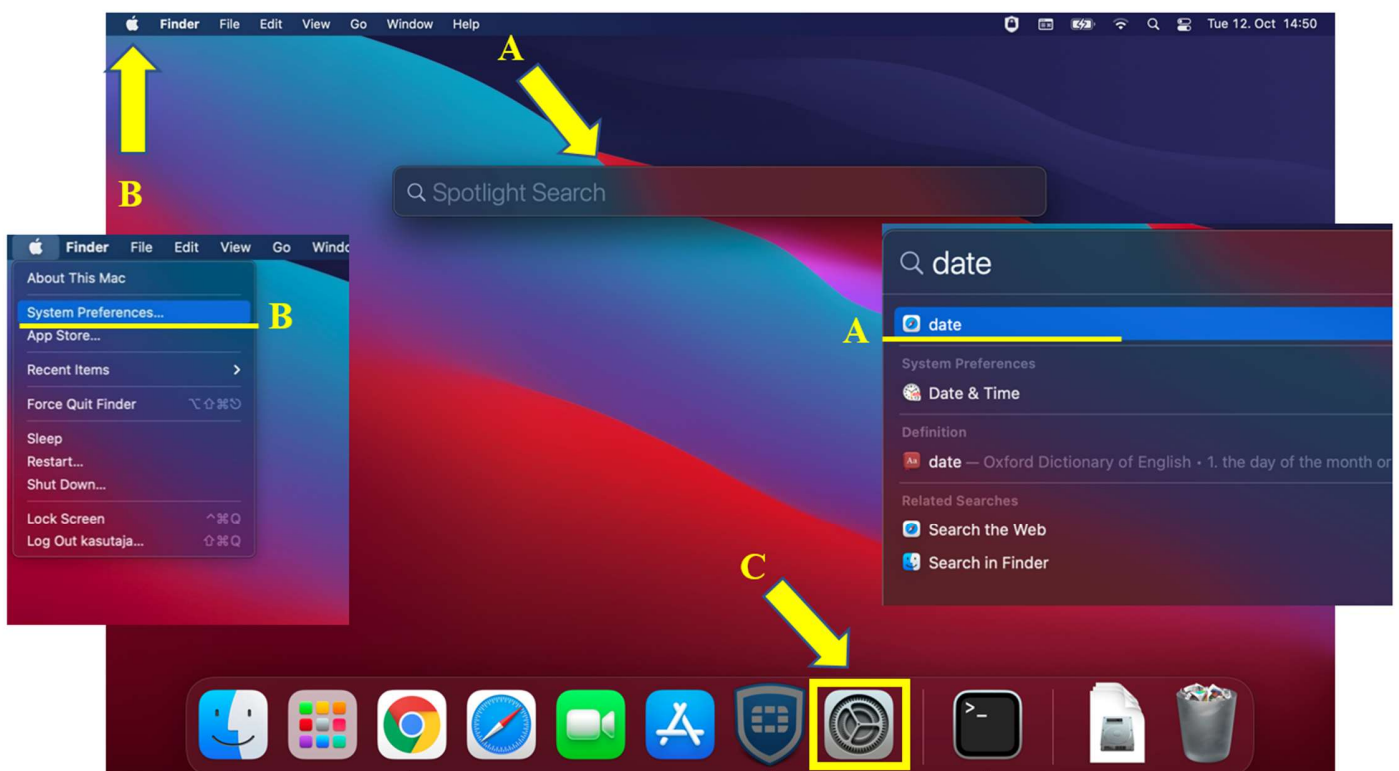 Finder File Edit View Go Window Help Tue 12. Oct 14:50
A
B
Spotlight Search
Finder File Edit View Go Windo
About This Mac
System Preferences...
B
App Store...
Recent Items
Force Quit Finder ⌥⇧⌘⎋
Sleep
Restart...
Shut Down...
Lock Screen ^⌘Q
Log Out kasutaja... ⇧⌘Q
date
A
date
System Preferences
Date & Time
Definition
Aa date — Oxford Dictionary of English • 1. the day of the month or
Related Searches
Search the Web
Search in Finder
C
>_